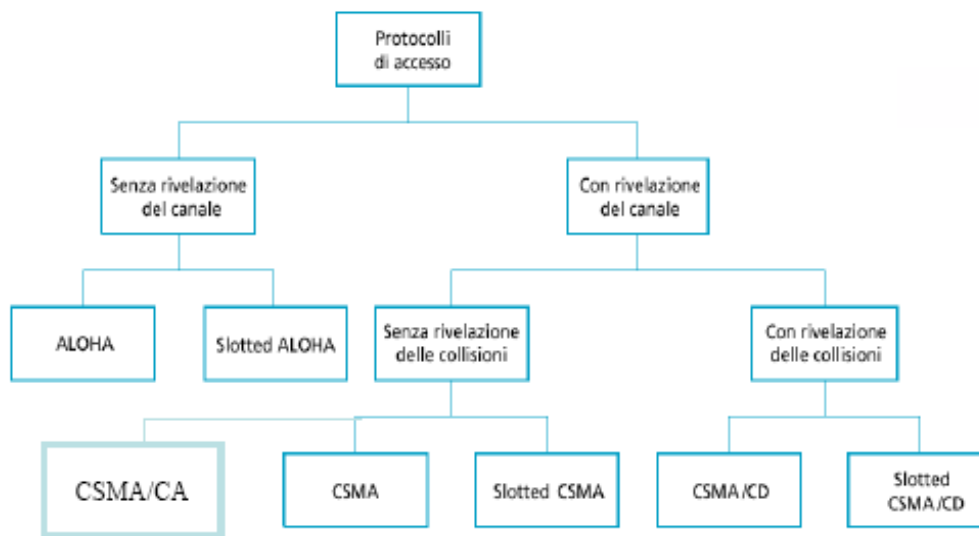 Protocolli
di accesso
Senza rivelazione
del canale
Con rivelazione
del canale
ALOHA
Slotted ALOHA
Senza rivelazione
delle collisioni
Con rivelazione
delle collisioni
CSMA/CA
CSMA
Slotted CSMA
CSMA/CD
Slotted
CSMA/CD